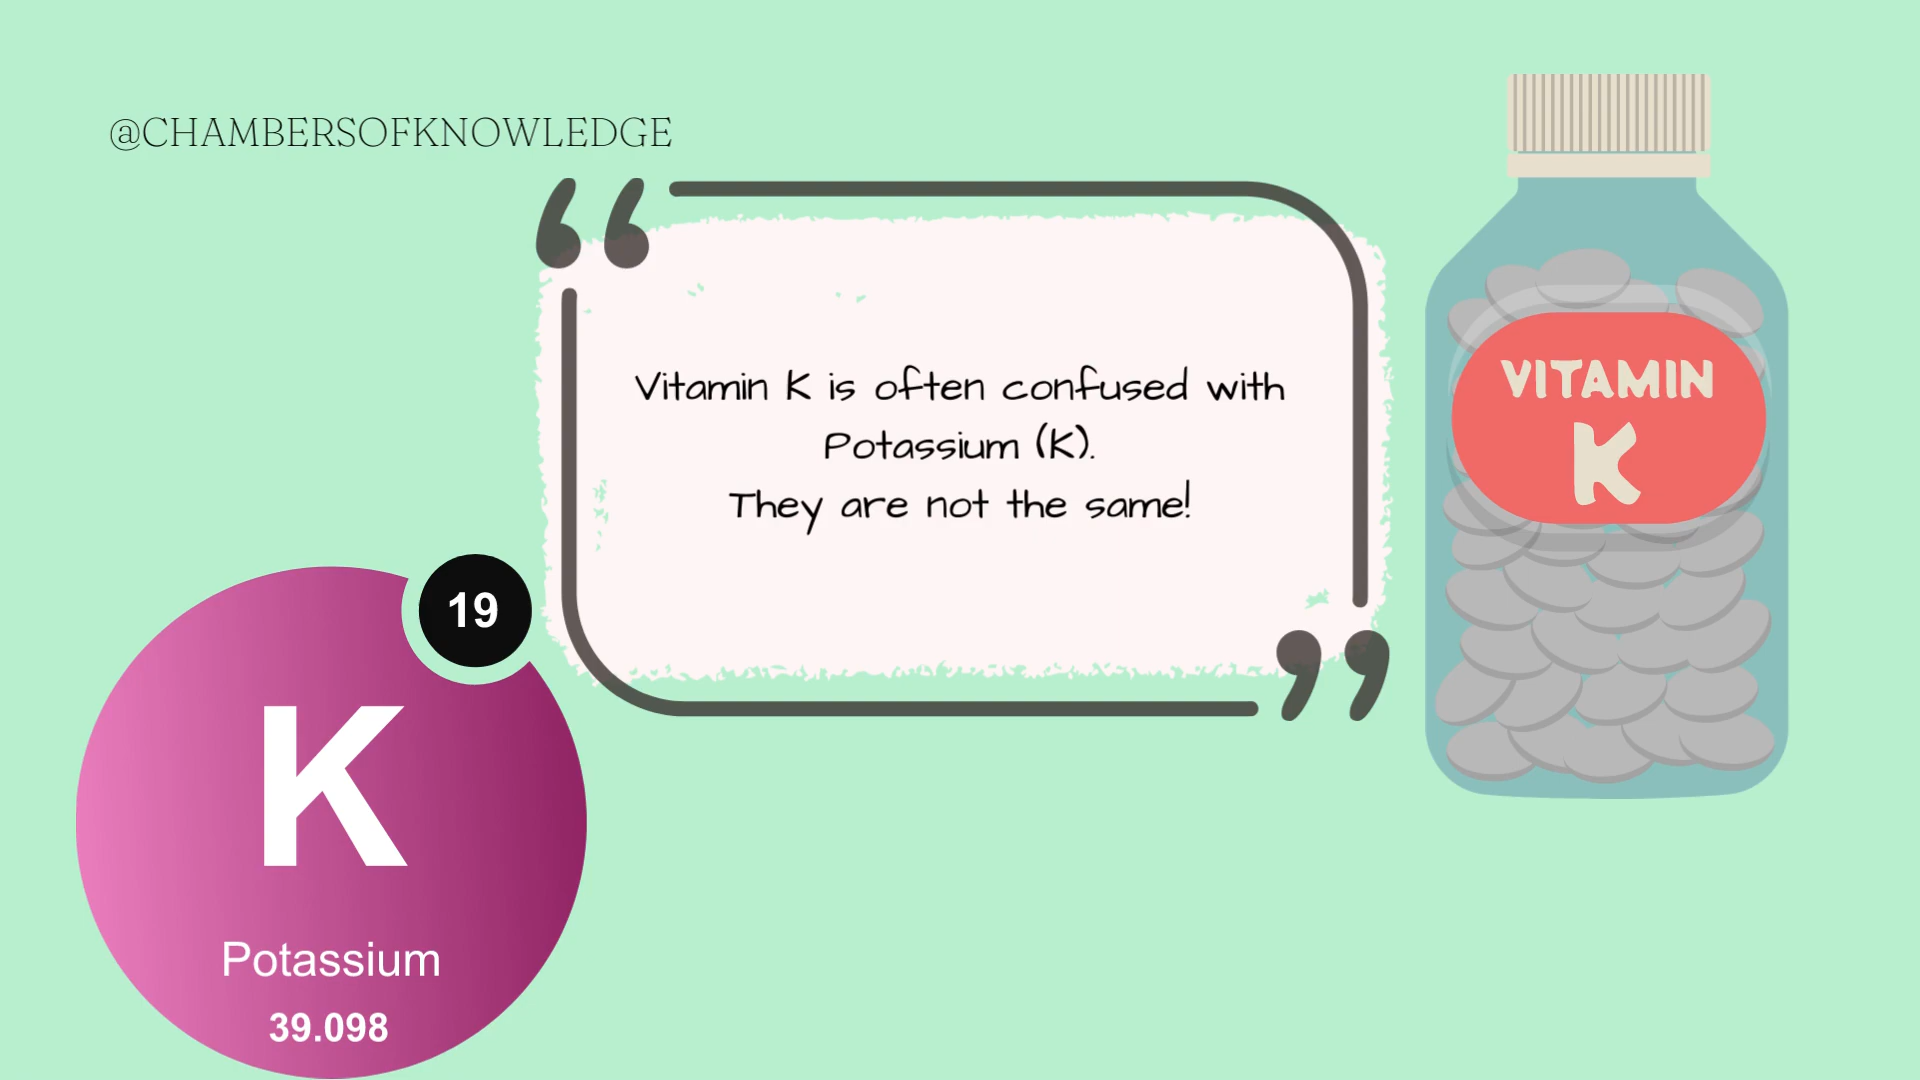 @CHAMBERSOFKNOWLEDGE
Vitamin K is often confused with
Potassium (K).
They are not the same!
VITAMIN
K
19
K
Potassium
39.098